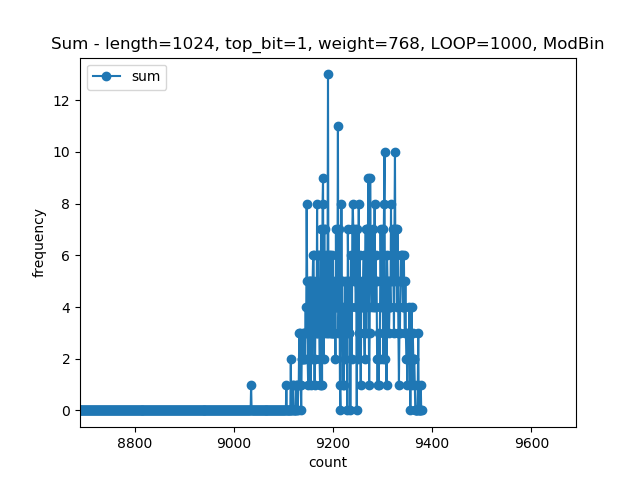 Sum - length=1024, top_bit=1, weight=768, LOOP=1000, ModBin
sum
12
10
8
6
4
2
0
frequency
8800 9000 9200 9400 9600
count